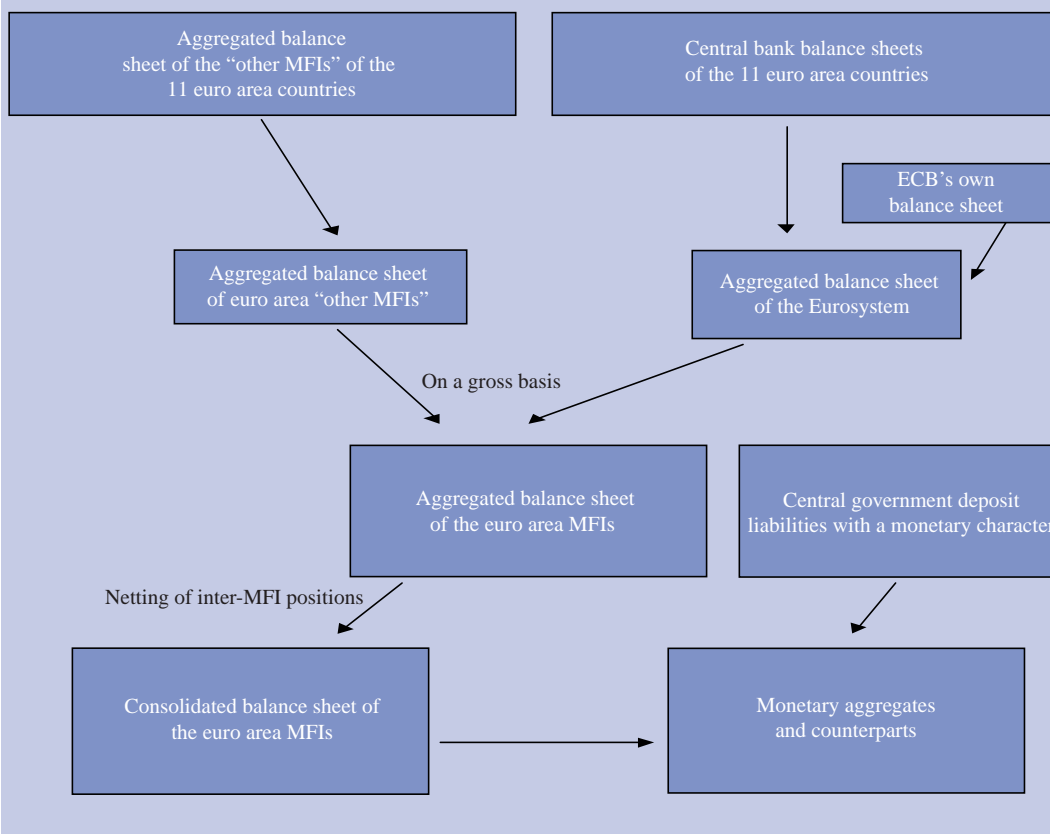 Aggregated balance
sheet of the “other MFIs” of the
11 euro area countries
Central bank balance sheets
of the 11 euro area countries
ECB’s own
balance sheet
Aggregated balance sheet
of euro area “other MFIs”
Aggregated balance sheet
of the Eurosystem
On a gross basis
Aggregated balance sheet
of the euro area MFIs
Central government deposit
liabilities with a monetary character
Netting of inter-MFI positions
Consolidated balance sheet of
the euro area MFIs
Monetary aggregates
and counterparts